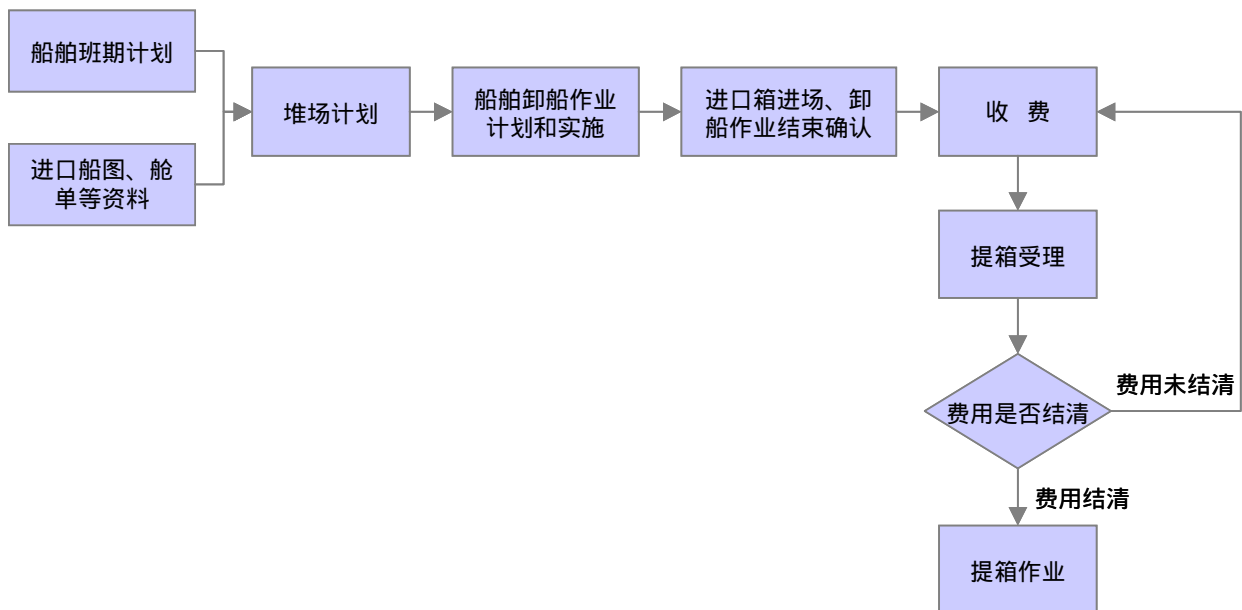 船舶班期计划
进口船图、舱
单等资料
堆场计划
船舶卸船作业
计划和实施
进口箱进场、卸
船作业结束确认
收 费
提箱受理
费用是否结清
费用未结清
费用结清
提箱作业